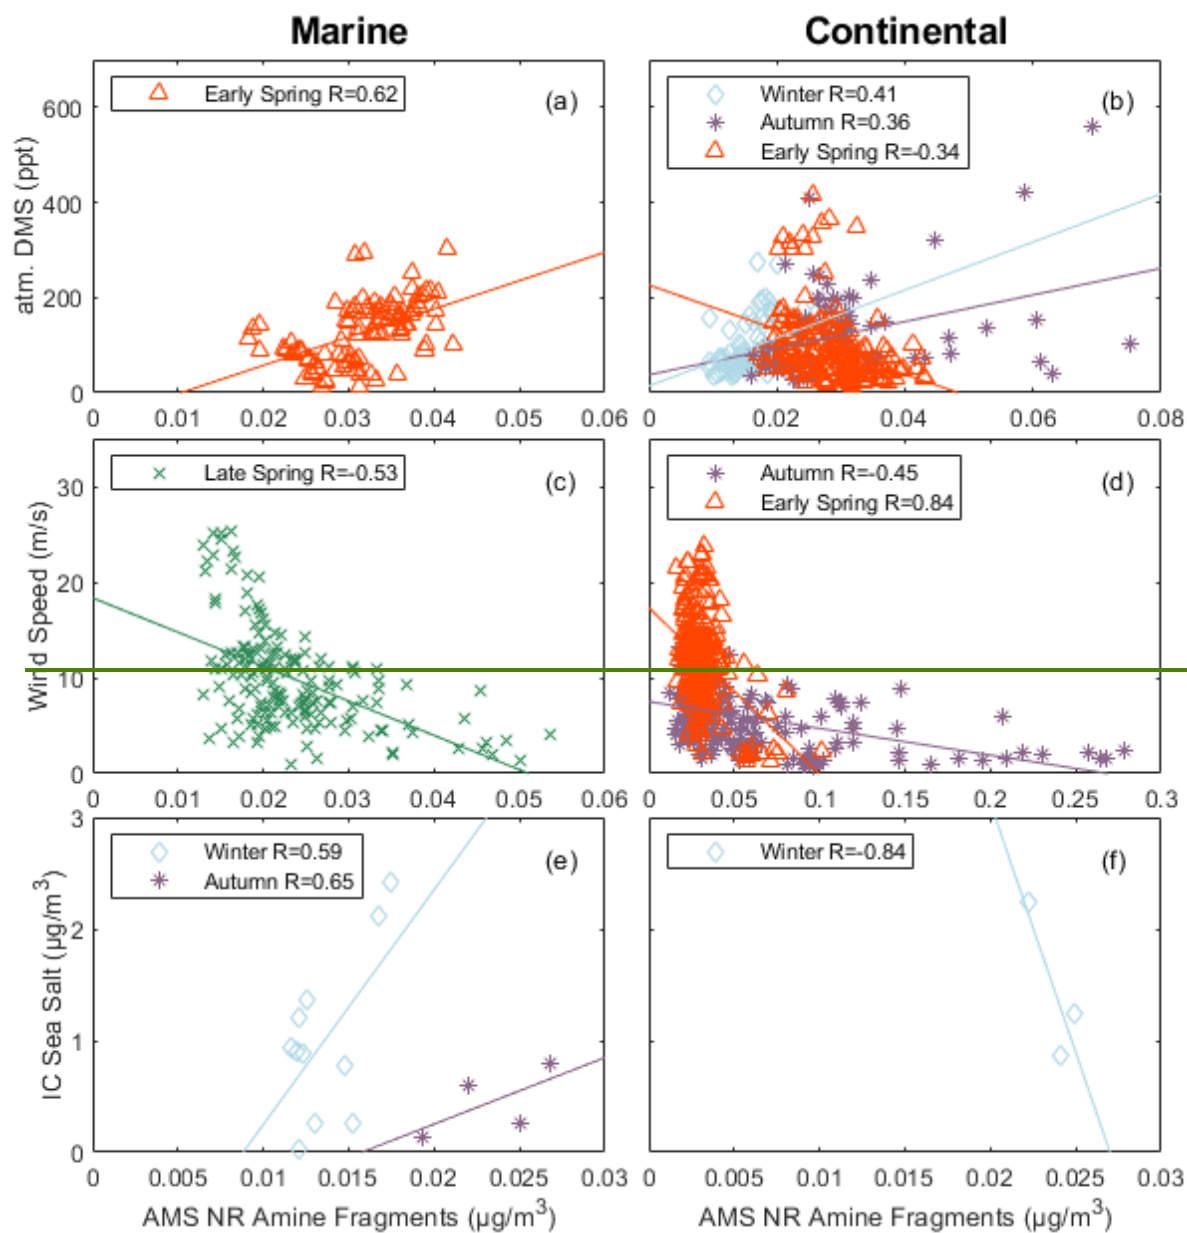 Marine
Continental
Early Spring R=0.62
(a)
Winter R=0.41
Autumn R=0.36
Early Spring R=-0.34
(b)
atm. DMS (ppt)
600
400
200
0
0 0.01 0.02 0.03 0.04 0.05 0.06
0 0.02 0.04 0.06 0.08
Late Spring R=-0.53
(c)
Autumn R=-0.45
Early Spring R=0.84
(d)
Wind Speed (m/s)
30
20
10
0
0 0.01 0.02 0.03 0.04 0.05 0.06
0 0.05 0.1 0.15 0.2 0.25 0.3
Winter R=0.59
Autumn R=0.65
(e)
Winter R=-0.84
(f)
IC Sea Salt (µg/m³)
3
2
1
0
0 0.005 0.01 0.015 0.02 0.025 0.03
0 0.005 0.01 0.015 0.02 0.025 0.03
AMS NR Amine Fragments (µg/m³)
AMS NR Amine Fragments (µg/m³)